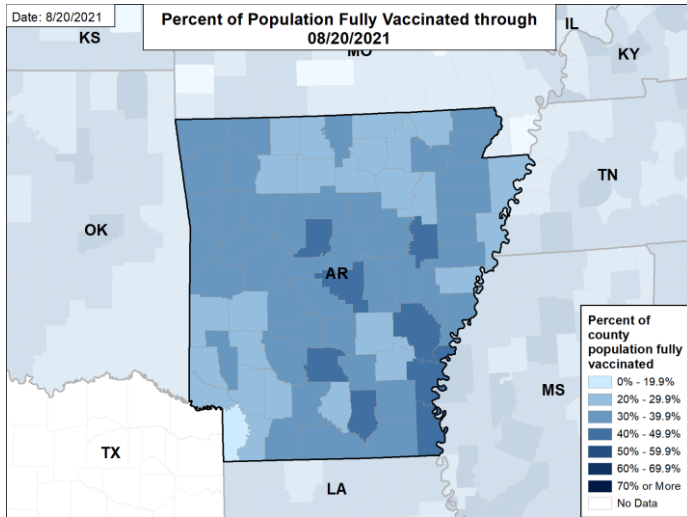 Date: 8/20/2021
Percent of Population Fully Vaccinated through
08/20/2021
KS
MO
IL
KY
OK
AR
TN
MS
TX
LA
Percent of
county
population fully
vaccinated
0% - 19.9%
20% - 29.9%
30% - 39.9%
40% - 49.9%
50% - 59.9%
60% - 69.9%
70% or More
No Data